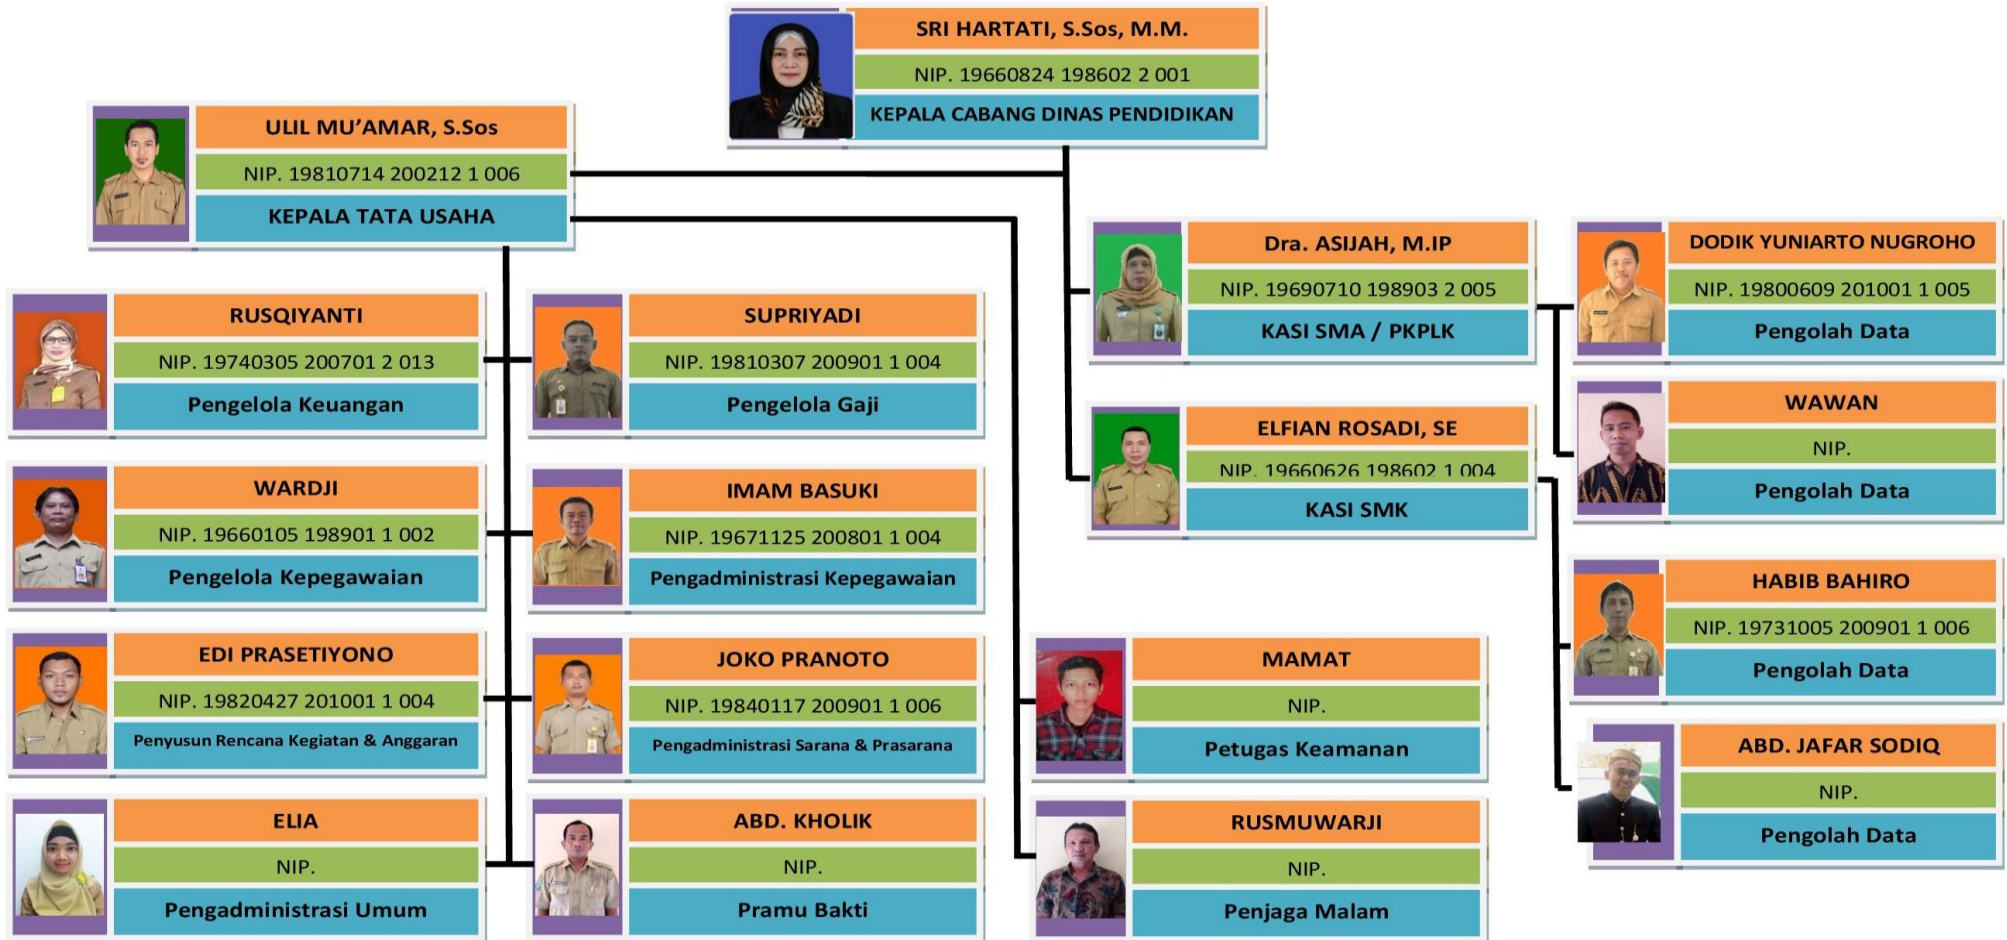 SRI HARTATI, S.Sos, M.M.
NIP. 19660824 198602 2 001
KEPALA CABANG DINAS PENDIDIKAN
ULIL MU’AMAR, S.Sos
NIP. 19810714 200212 1 006
KEPALA TATA USAHA
Dra. ASIJAH, M.IP
NIP. 19690710 198903 2 005
KASI SMA / PKPLK
DODIK YUNIARTO NUGROHO
NIP. 19800609 201001 1 005
Pengolah Data
WAWAN
NIP.
Pengolah Data
ELFIAN ROSADI, SE
NIP. 19660626 198602 1 004
KASI SMK
HABIB BAHIRO
NIP. 19731005 200901 1 006
Pengolah Data
ABD. JAFAR SODIQ
NIP.
Pengolah Data
RUSQIYANTI
NIP. 19740305 200701 2 013
Pengelola Keuangan
SUPRIYADI
NIP. 19810307 200901 1 004
Pengelola Gaji
WARDJI
NIP. 19660105 198901 1 002
Pengelola Kepegawaian
IMAM BASUKI
NIP. 19671125 200801 1 004
Pengadministrasi Kepegawaian
EDI PRASETIYONO
NIP. 19820427 201001 1 004
Penyusun Rencana Kegiatan & Anggaran
JOKO PRANOTO
NIP. 19840117 200901 1 006
Pengadministrasi Sarana & Prasarana
MAMAT
NIP.
Petugas Keamanan
ELIA
NIP.
Pengadministrasi Umum
ABD. KHOLIK
NIP.
Pramu Bakti
RUSMUWARJI
NIP.
Penjaga Malam